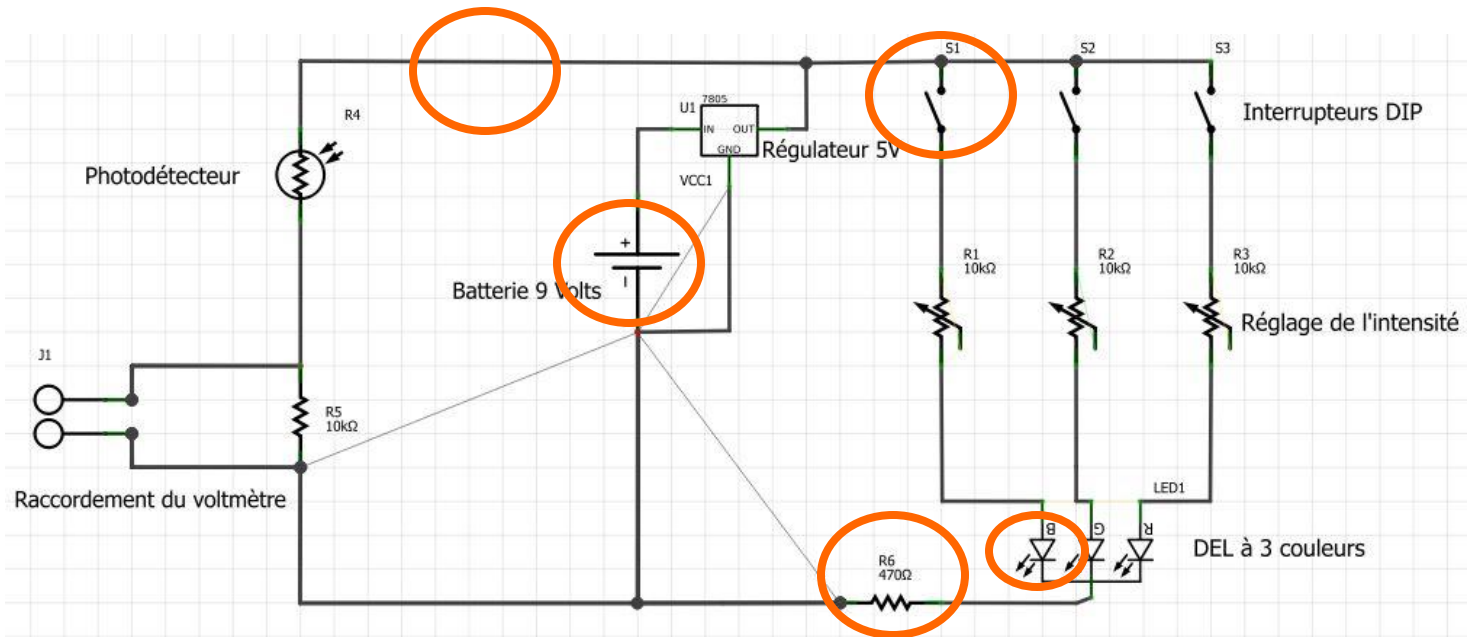 S1
S2
S3
7805
U1
IN
OUT
GND
Régulateur 5V
Interrupteurs DIP
R4
Photodétecteur
VCC1
+
Batterie 9 Volts
R1
10kΩ
R2
10kΩ
R3
10kΩ
Réglage de l'intensité
J1
R5
10kΩ
Raccordement du voltmètre
LED1
B
G
R
DEL à 3 couleurs
R6
470Ω